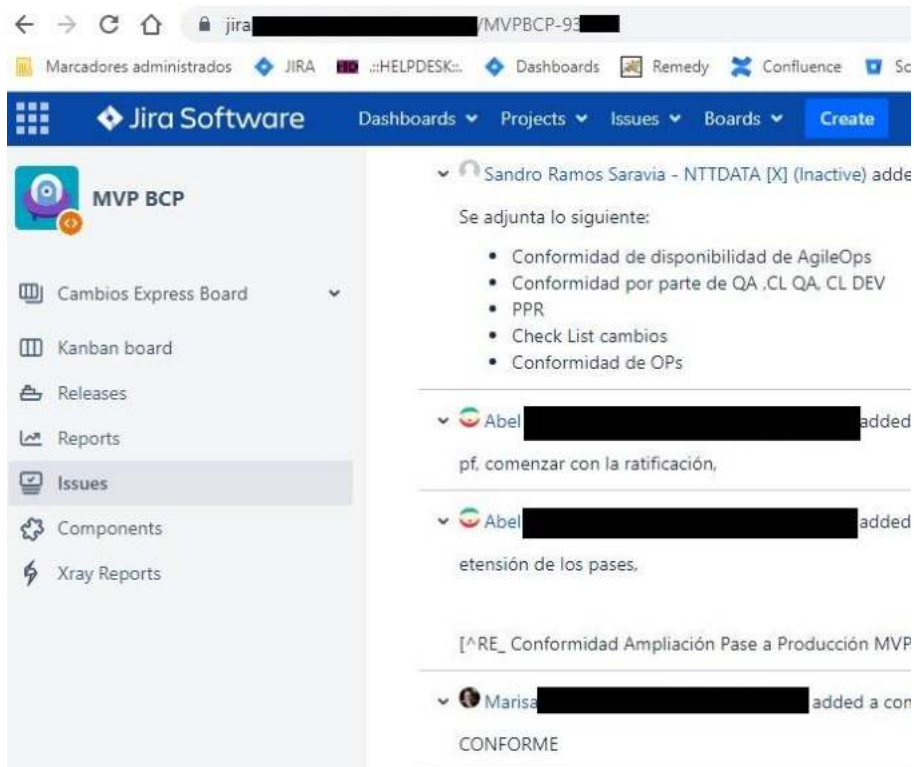 jira /MVPBCP-93
Marcadores administrados JIRA HD .::HELPDESK::. Dashboards Remedy Confluence Sc
Jira Software Dashboards Projects Issues Boards Create
MVP BCP
Cambios Express Board
Kanban board
Releases
Reports
Issues
Components
Xray Reports
Sandro Ramos Saravia - NTTDATA [X] (Inactive) adde
Se adjunta lo siguiente:
• Conformidad de disponibilidad de AgileOps
• Conformidad por parte de QA ,CL QA, CL DEV
• PPR
• Check List cambios
• Conformidad de OPs
Abel added
pf, comenzar con la ratificación,
Abel added
etensión de los pases,
[^RE_ Conformidad Ampliación Pase a Producción MVP
Marisa added a con
CONFORME